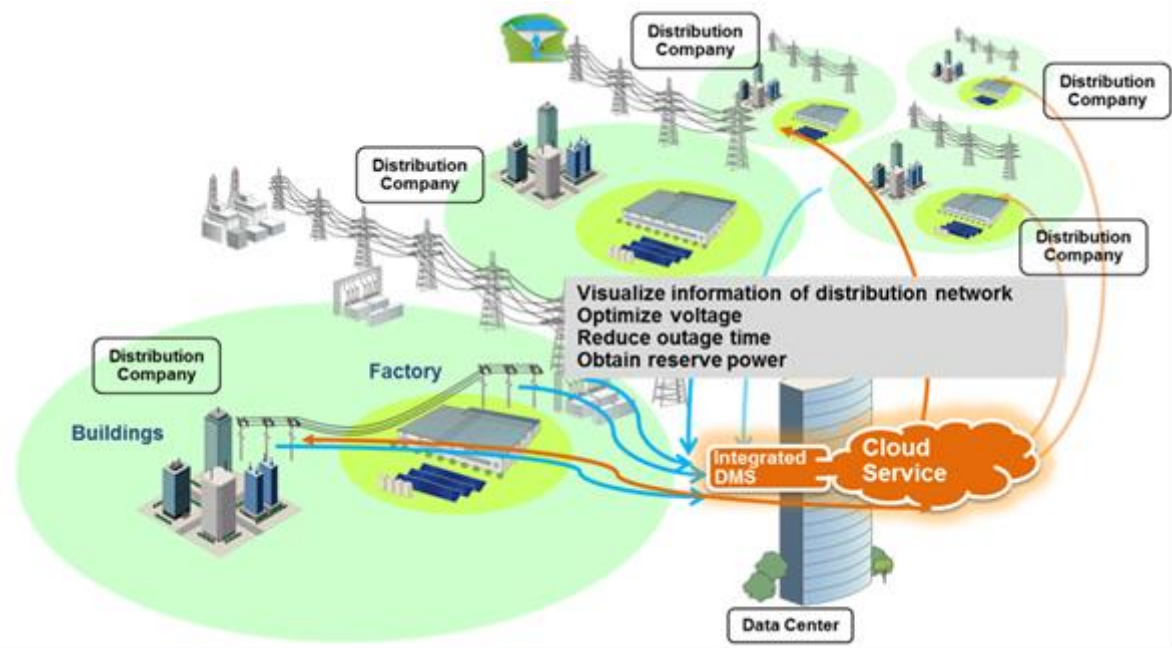 Distribution
Company
Distribution
Company
Distribution
Company
Distribution
Company
Visualize information of distribution network
Optimize voltage
Reduce outage time
Obtain reserve power
Distribution
Company
Factory
Buildings
Integrated
DMS
Cloud
Service
Data Center